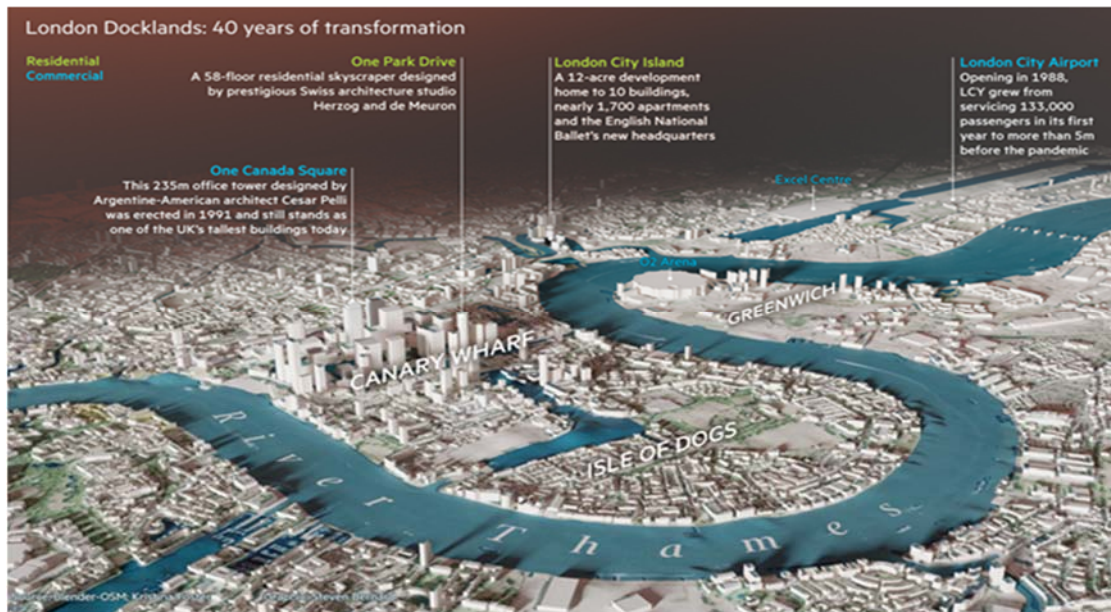 London Docklands: 40 years of transformation
Residential
Commercial
One Park Drive
A 58-floor residential skyscraper designed
by prestigious Swiss architecture studio
Herzog and de Meuron
London City Island
A 12-acre development
home to 10 buildings,
nearly 1,700 apartments
and the English National
Ballet's new headquarters
London City Airport
Opening in 1988,
LCY grew from
servicing 133,000
passengers in its first
year to more than 5m
before the pandemic
One Canada Square
This 235m office tower designed by
Argentine-American architect Cesar Pelli
was erected in 1991 and still stands as
one of the UK's tallest buildings today
Excel Centre
O2 Arena
GREENWICH
CANARY WHARF
ISLE OF DOGS
River Thames
Blender-OSM; Kristina
Steven